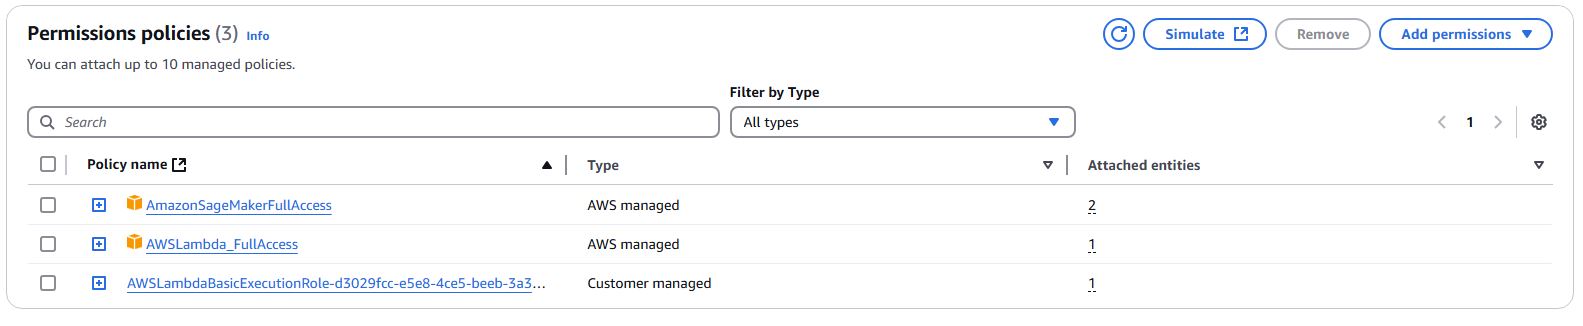 Permissions policies (3) Info
Simulate
Remove
Add permissions
You can attach up to 10 managed policies.
Filter by Type
Search
All types
1
Policy name
Type
Attached entities
AmazonSageMakerFullAccess AWS managed 2
AWSLambda_FullAccess AWS managed 1
AWSLambdaBasicExecutionRole-d3029fcc-e5e8-4ce5-beeb-3a3... Customer managed 1